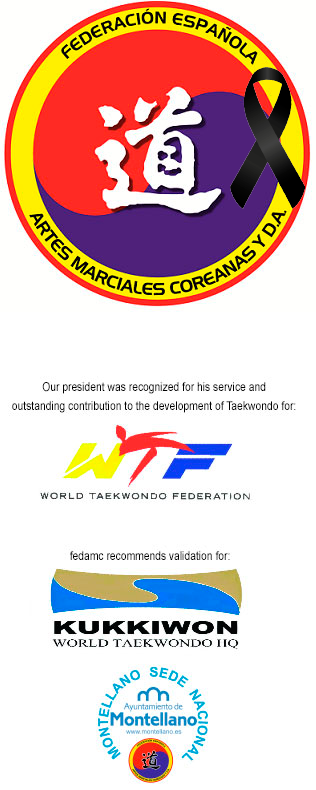 FEDERACIÓN ESPAÑOLA
道
ARTES MARCIALES COREANAS Y D.A.
Our president was recognized for his service and
outstanding contribution to the development of Taekwondo for:
WTF
WORLD TAEKWONDO FEDERATION
fedamc recommends validation for:
KUKKIWON
WORLD TAEKWONDO HQ
MONTELLANO SEDE NACIONAL
Ayuntamiento de
Montellano
www.montellano.es
道